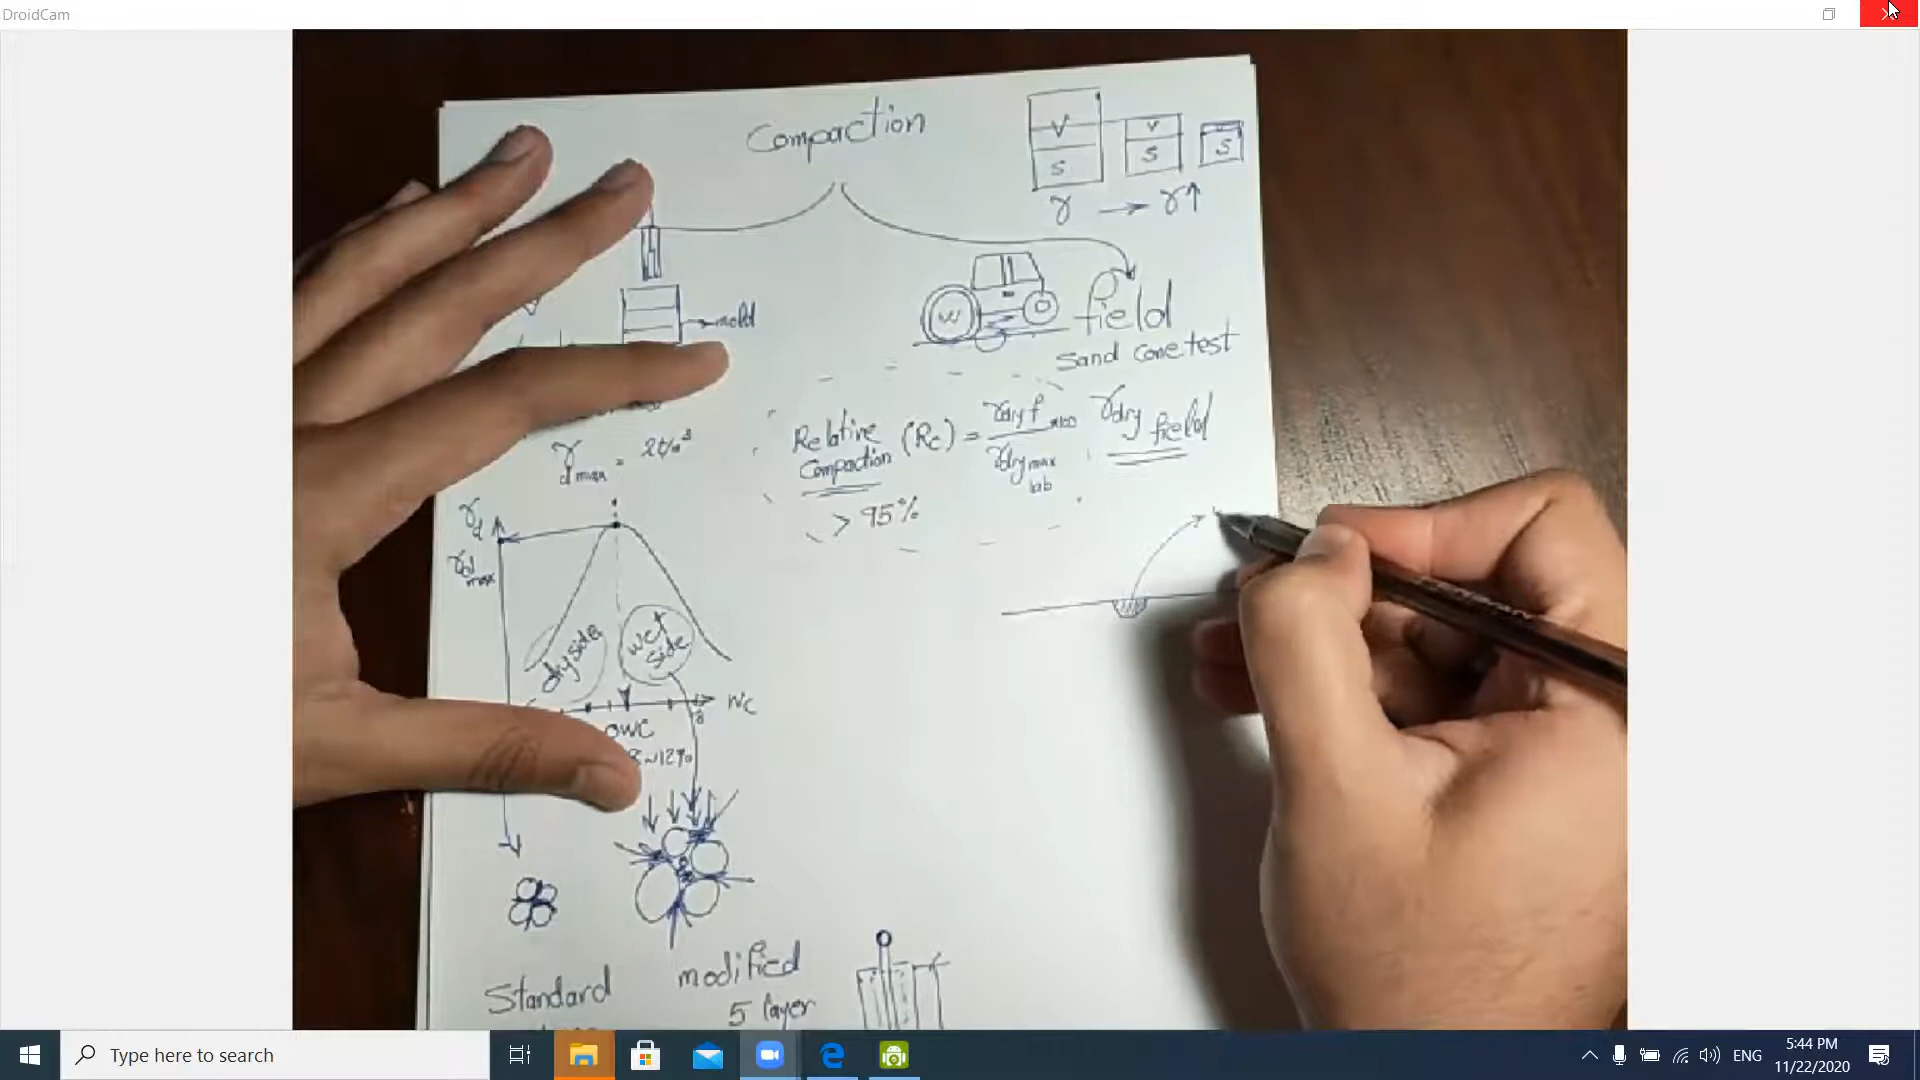 DroidCam
Compaction
V
S
V
S
V
S
γ → γ↑
mold
W
field
Sand cone test
γd max = 2t/m³
Relative Compaction (Rc) = γdry f / γdry max lab ×100
γdry field
> 95%
γd
γd max
dry side
wet side
wc
OWC
8~12%
Standard
modified
5 layer
Type here to search
ENG
5:44 PM
11/22/2020